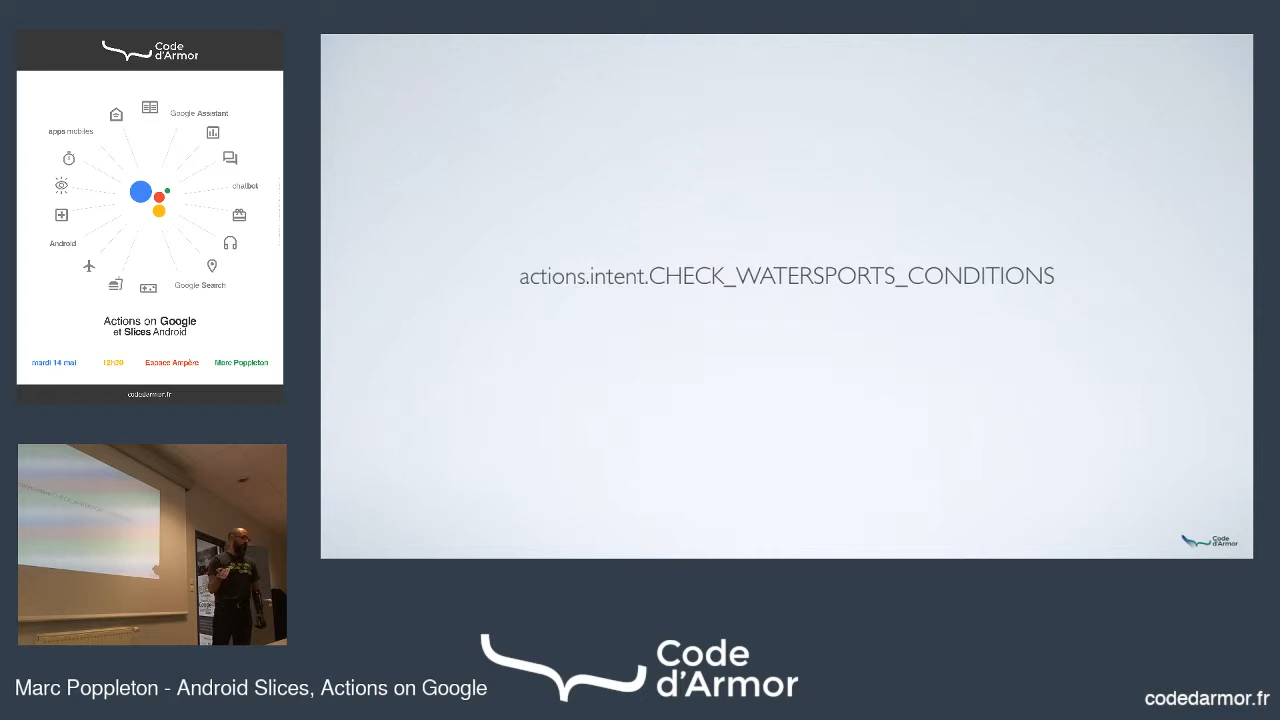 Code
d'Armor
Google Assistant
apps mobiles
chatbot
Android
Google Search
Actions on Google
et Slices Android
mardi 14 mai
12h30
Espace Ampère
Marc Poppleton
codedarmor.fr
actions.intent.CHECK_WATERSPORTS_CONDITIONS
Code
d'Armor
Marc Poppleton - Android Slices, Actions on Google
Code
d'Armor
codedarmor.fr